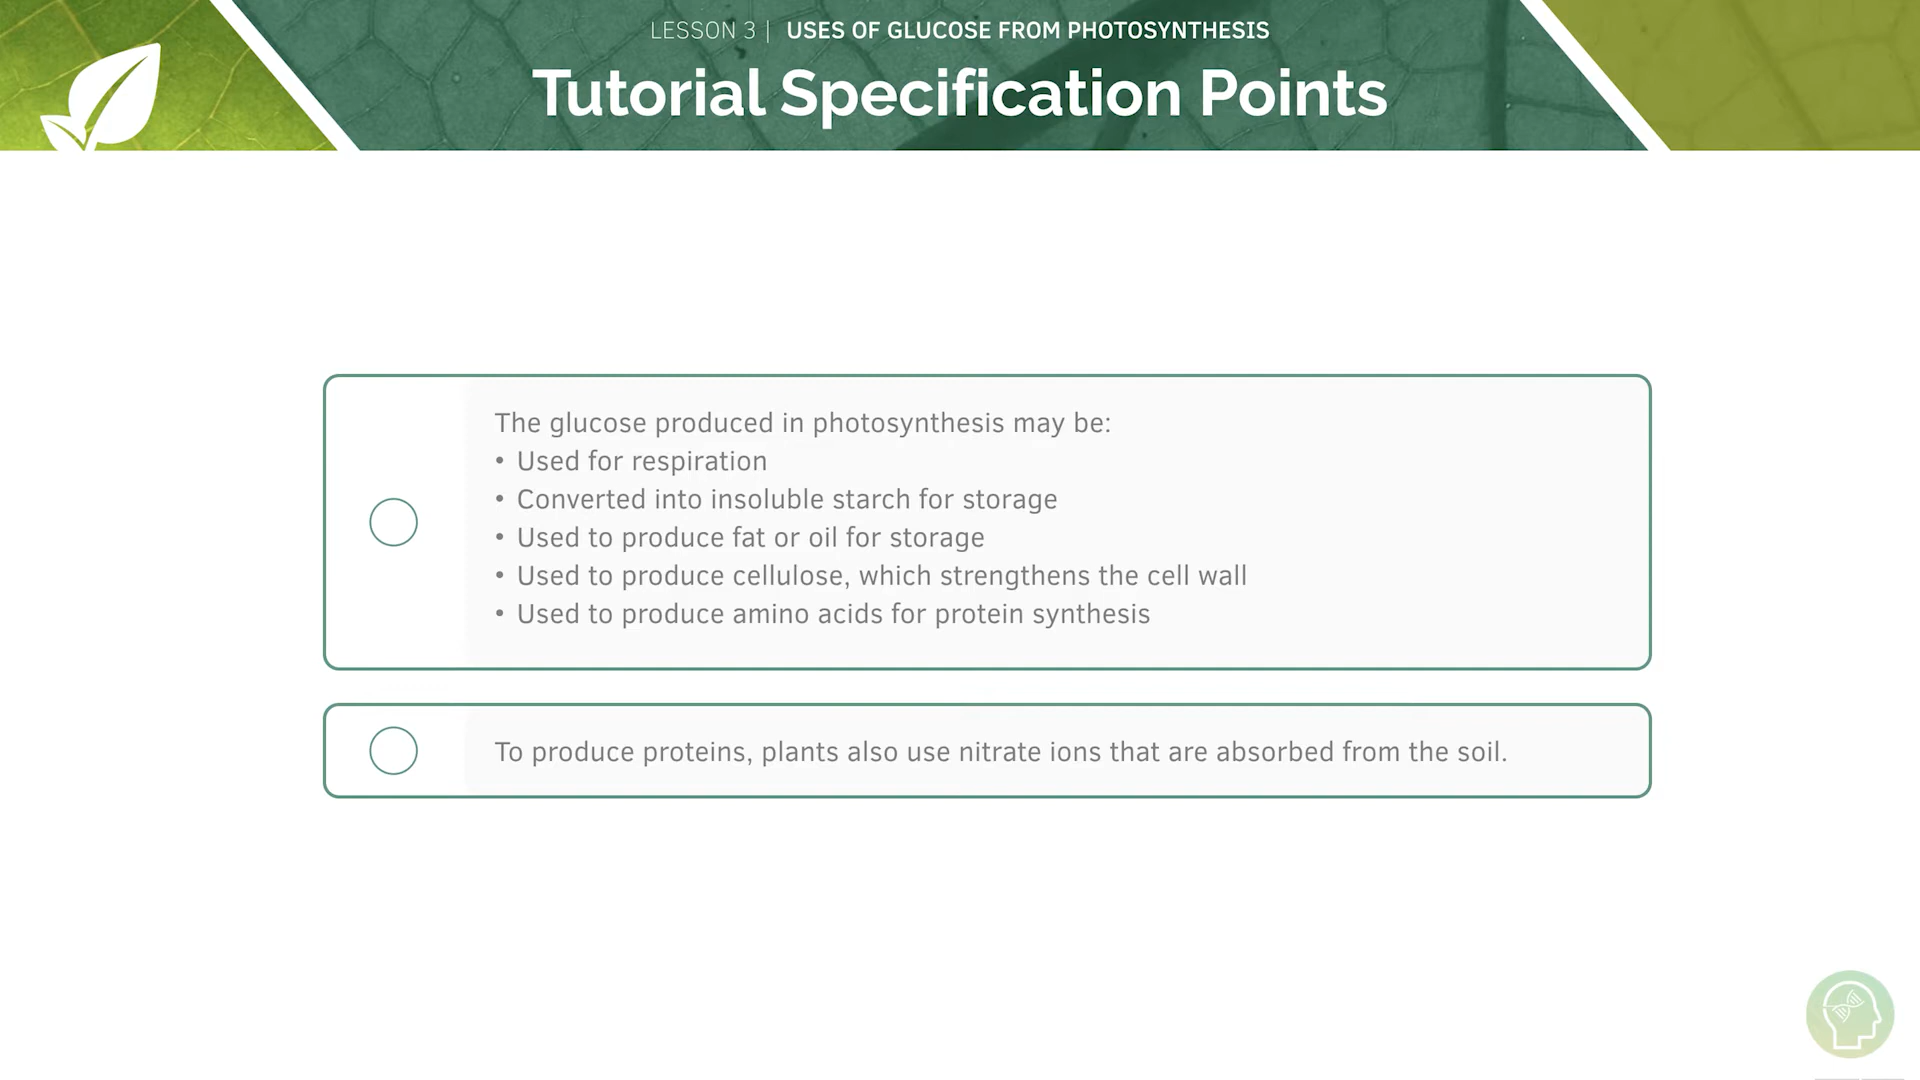 LESSON 3 | USES OF GLUCOSE FROM PHOTOSYNTHESIS
Tutorial Specification Points
The glucose produced in photosynthesis may be:
• Used for respiration
• Converted into insoluble starch for storage
• Used to produce fat or oil for storage
• Used to produce cellulose, which strengthens the cell wall
• Used to produce amino acids for protein synthesis
To produce proteins, plants also use nitrate ions that are absorbed from the soil.